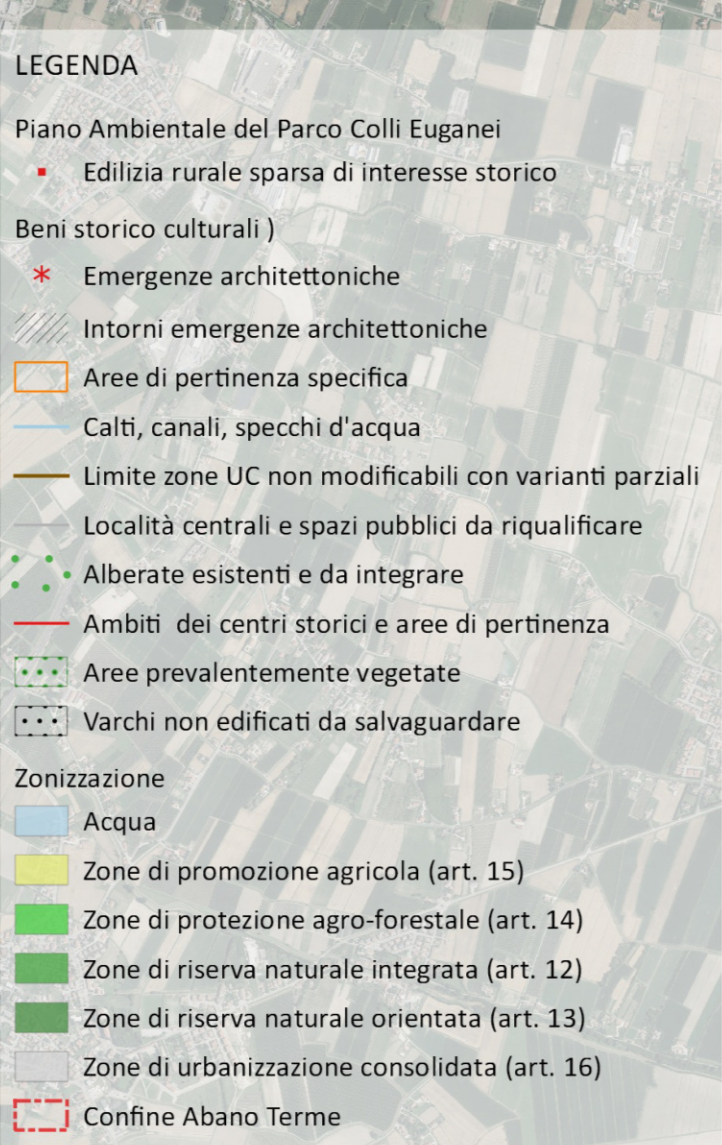 LEGENDA
Piano Ambientale del Parco Colli Euganei
Edilizia rurale sparsa di interesse storico
Beni storico culturali )
Emergenze architettoniche
Intorni emergenze architettoniche
Aree di pertinenza specifica
Calti, canali, specchi d'acqua
Limite zone UC non modificabili con varianti parziali
Località centrali e spazi pubblici da riqualificare
Alberate esistenti e da integrare
Ambiti  dei centri storici e aree di pertinenza
Aree prevalentemente vegetate
Varchi non edificati da salvaguardare
Zonizzazione
Acqua
Zone di promozione agricola (art. 15)
Zone di protezione agro-forestale (art. 14)
Zone di riserva naturale integrata (art. 12)
Zone di riserva naturale orientata (art. 13)
Zone di urbanizzazione consolidata (art. 16)
Confine Abano Terme